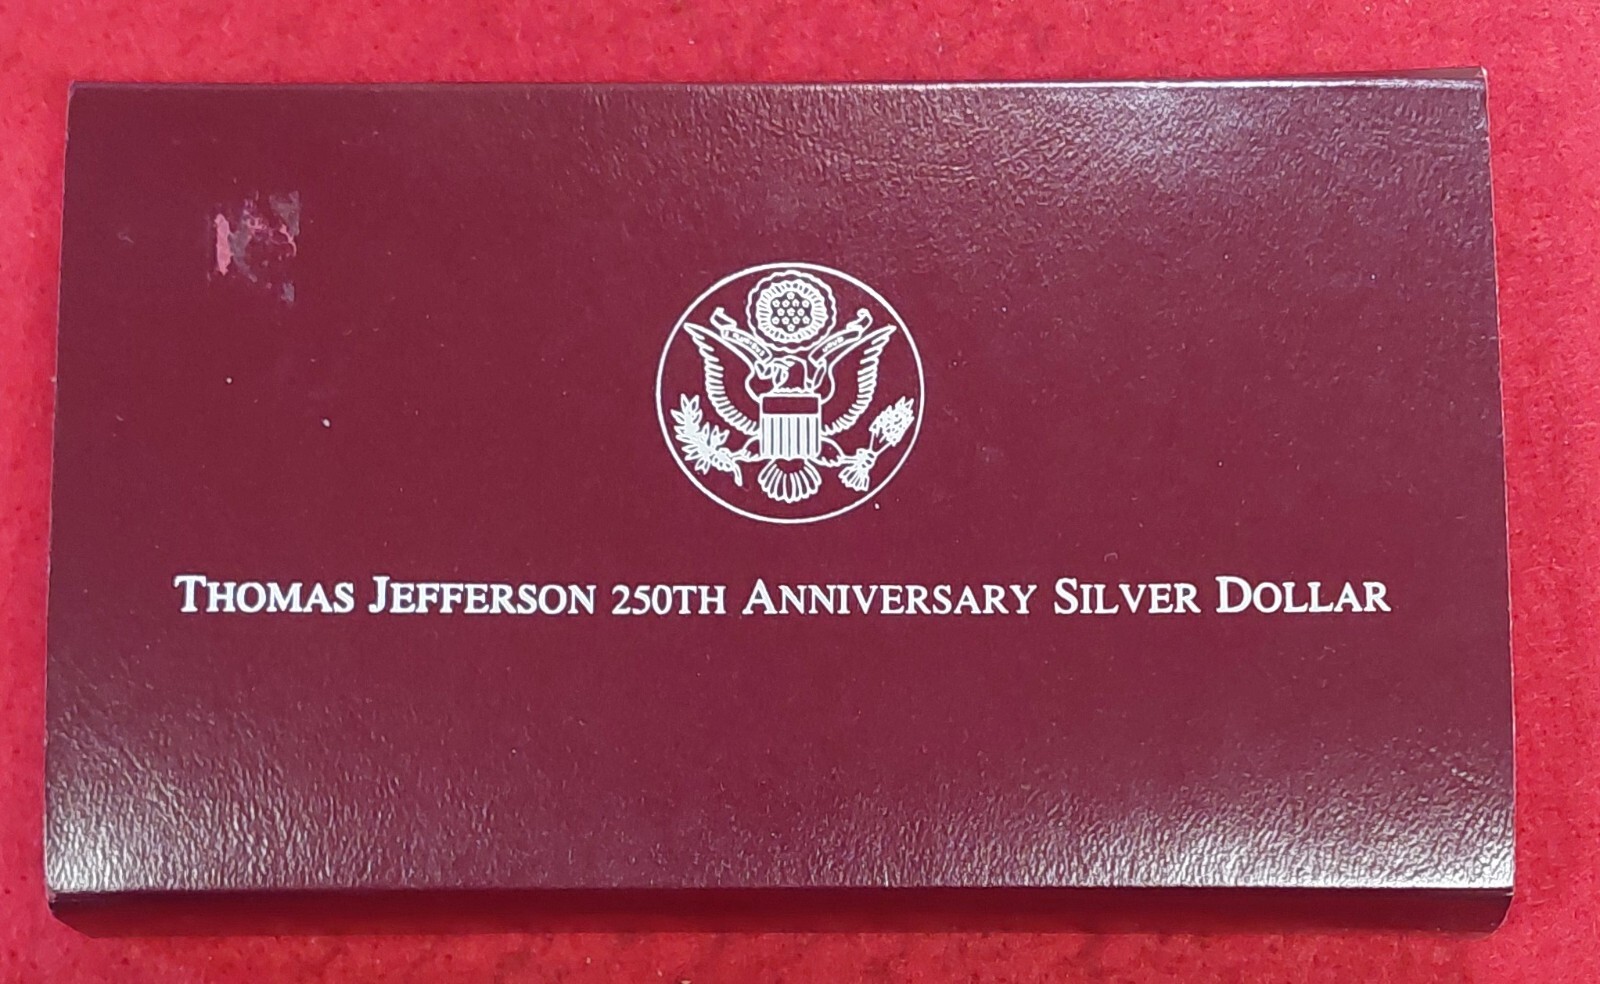 THOMAS JEFFERSON 250TH ANNIVERSARY SILVER DOLLAR